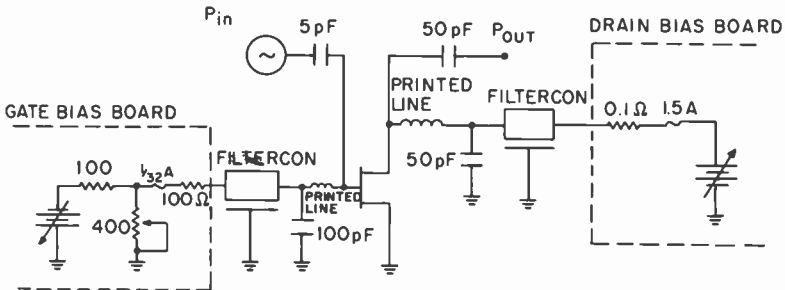 Pin
5pF
50pF
POUT
DRAIN BIAS BOARD
PRINTED
LINE
FILTERCON
0.1Ω
1.5A
GATE BIAS BOARD
50pF
100
1/32A
100Ω
FILTERCON
PRINTED
LINE
400
100pF